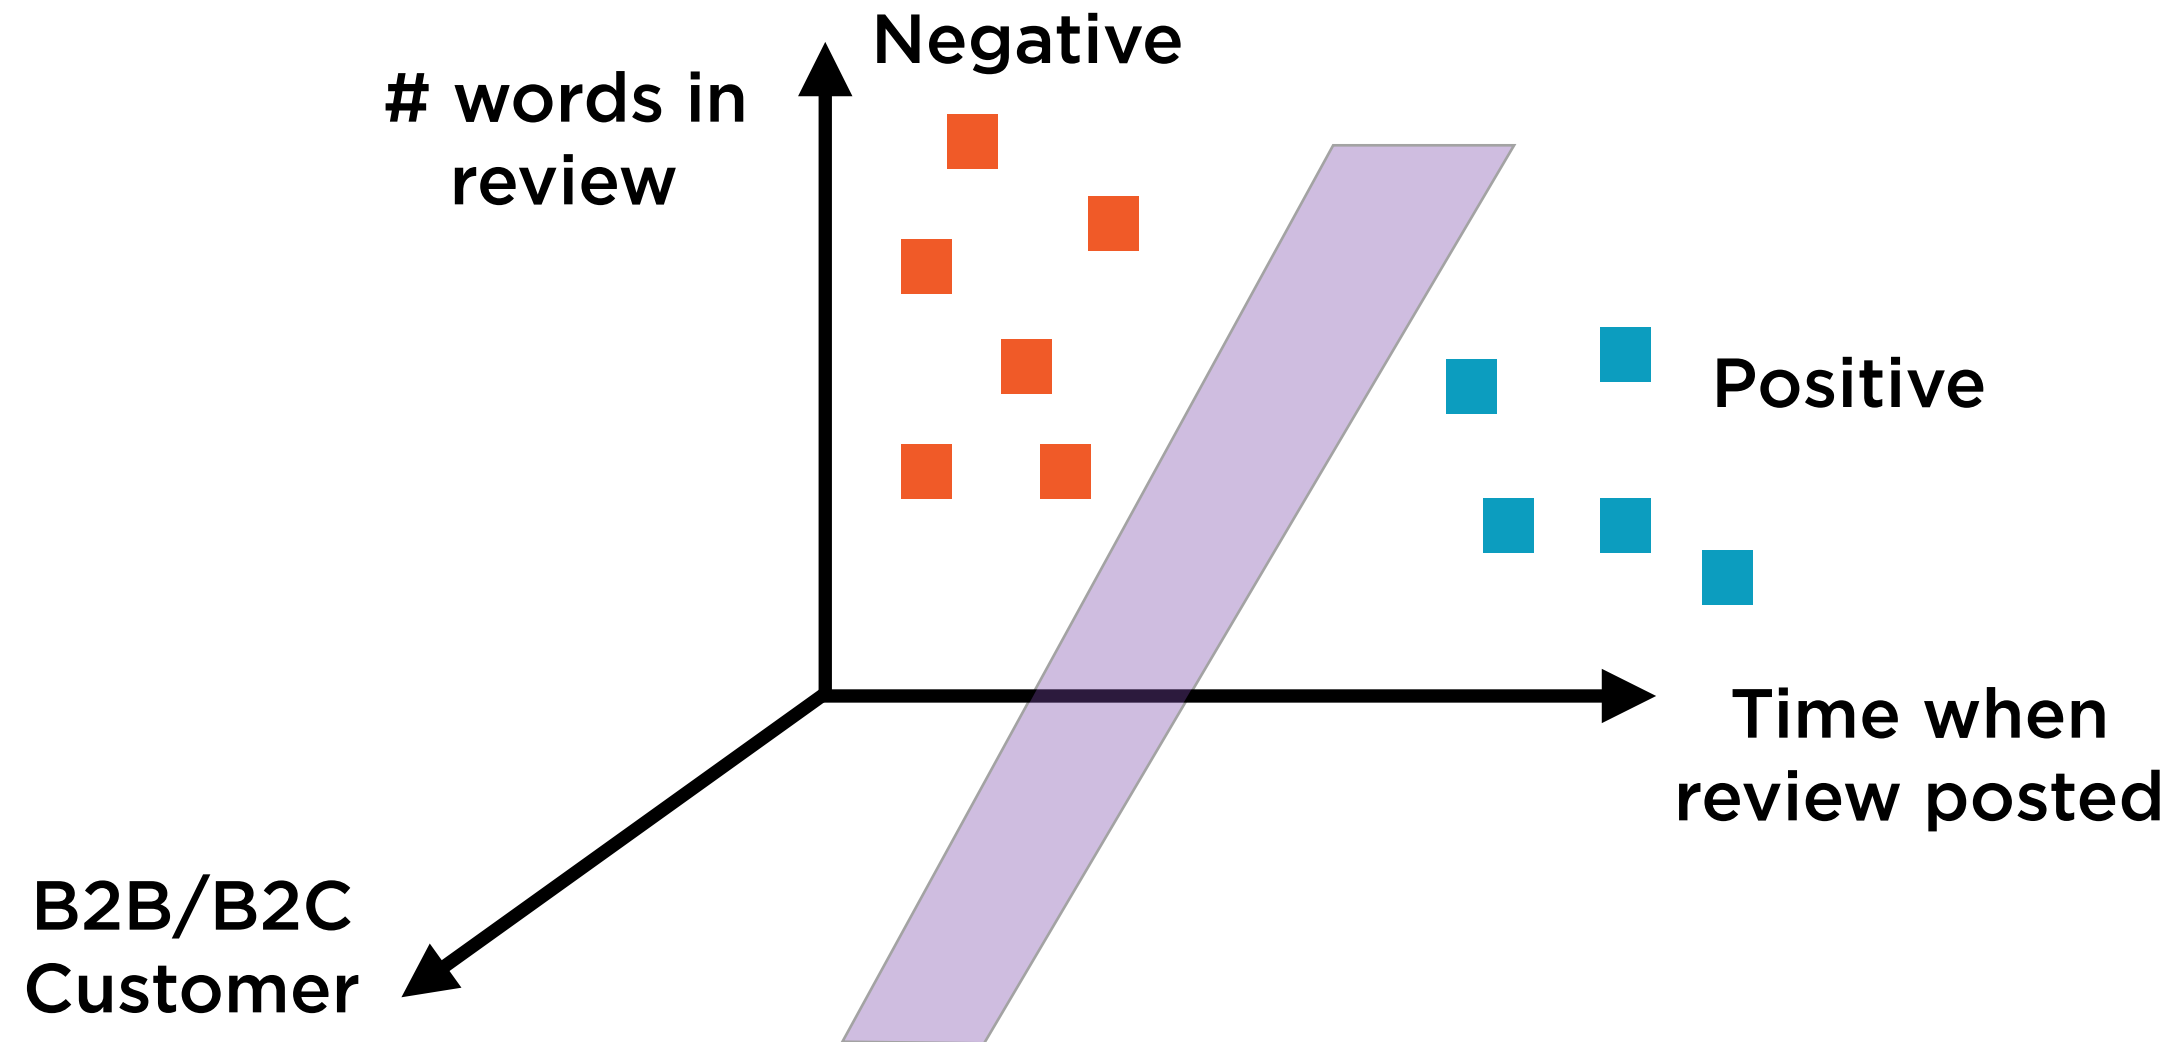 Negative
# words in
review
Positive
Time when
review posted
B2B/B2C
Customer